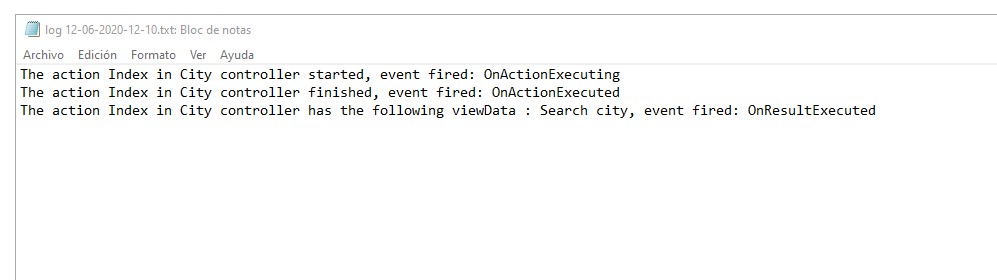 log 12-06-2020-12-10.txt: Bloc de notas
Archivo Edición Formato Ver Ayuda
The action Index in City controller started, event fired: OnActionExecuting
The action Index in City controller finished, event fired: OnActionExecuted
The action Index in City controller has the following viewData : Search city, event fired: OnResultExecuted